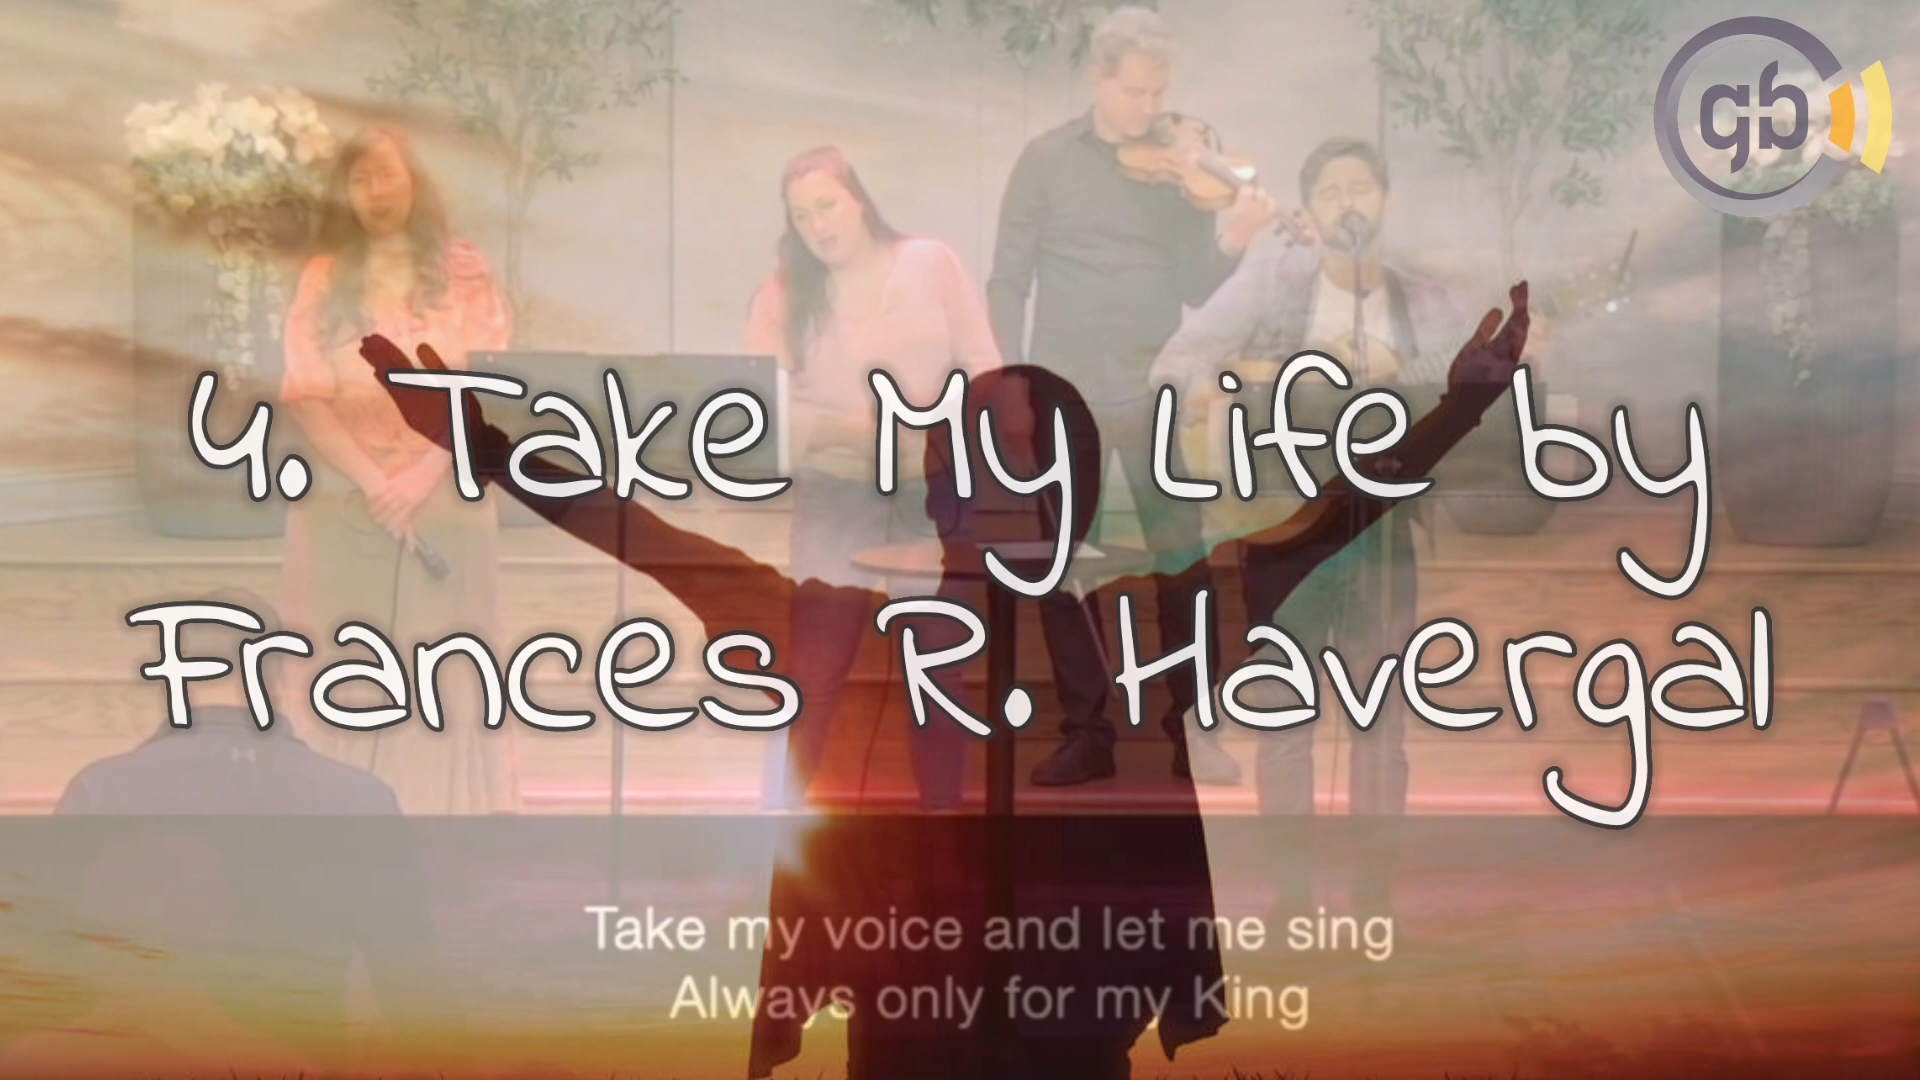 gb
4. Take My Life by
Frances R. Havergal
Take my voice and let me sing
Always only for my King